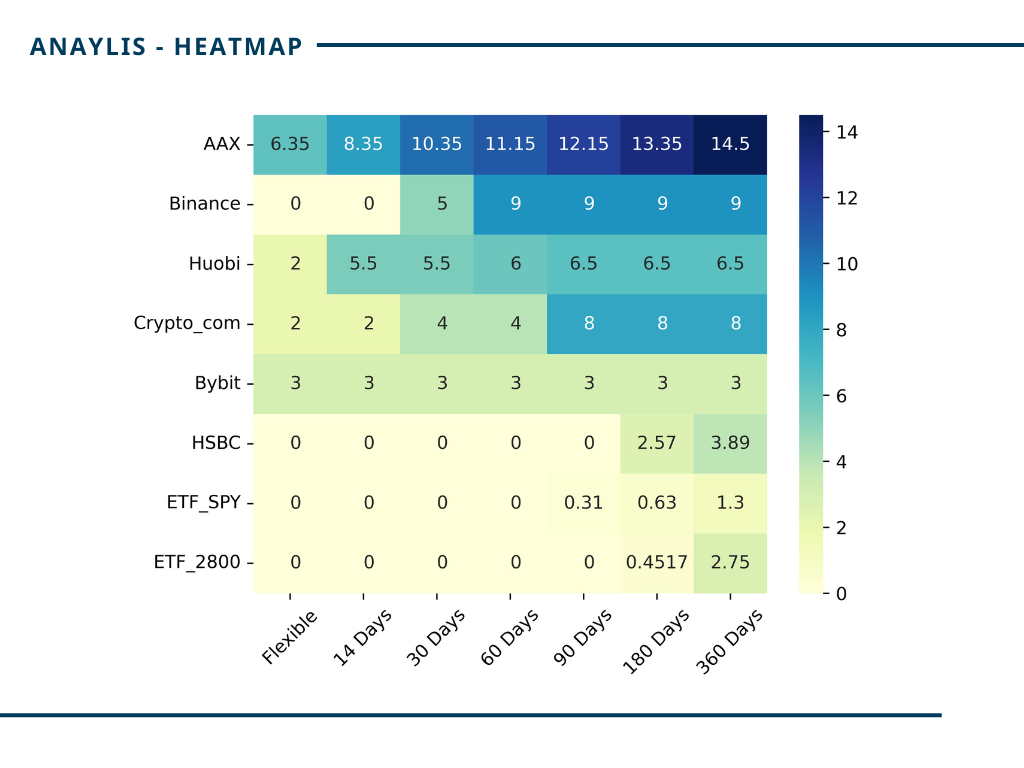 ANAYLIS - HEATMAP
AAX 6.35 8.35 10.35 11.15 12.15 13.35 14.5
Binance 0 0 5 9 9 9 9
Huobi 2 5.5 5.5 6 6.5 6.5 6.5
Crypto_com 2 2 4 4 8 8 8
Bybit 3 3 3 3 3 3 3
HSBC 0 0 0 0 0 2.57 3.89
ETF_SPY 0 0 0 0 0.31 0.63 1.3
ETF_2800 0 0 0 0 0 0.4517 2.75
Flexible 14 Days 30 Days 60 Days 90 Days 180 Days 360 Days
14
12
10
8
6
4
2
0